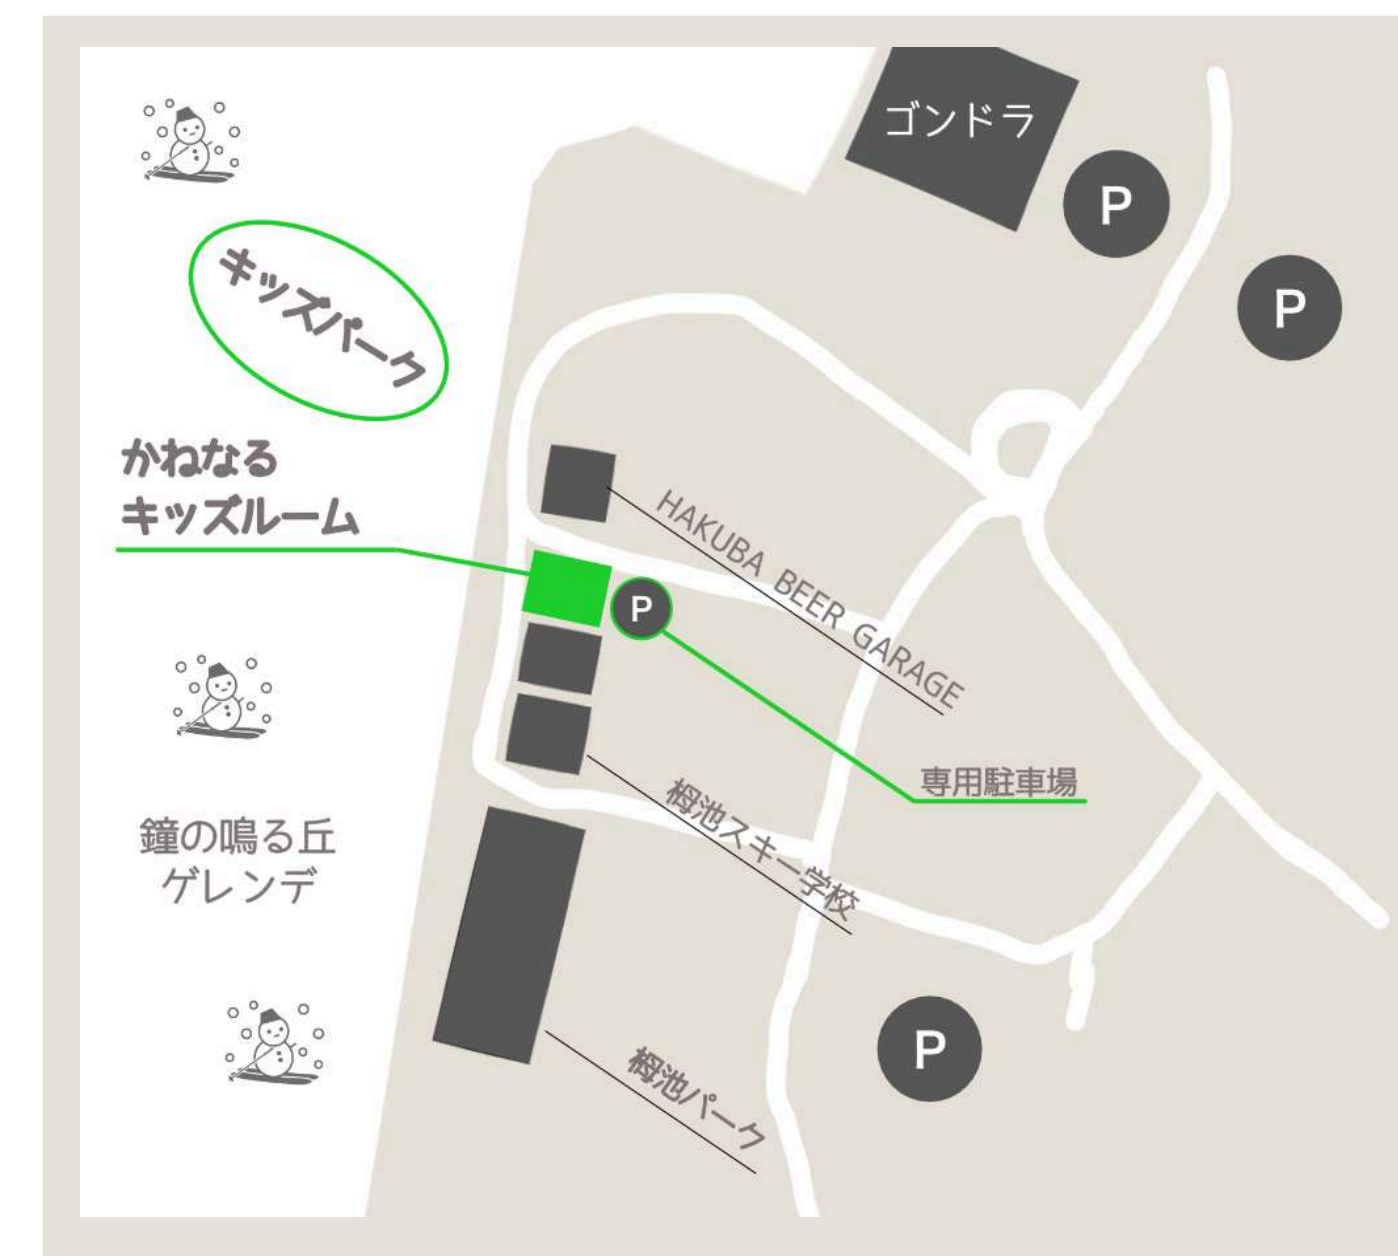 ゴンドラ
P
P
キッズパーク
かねなる
キッズルーム
HAKUBA BEER GARAGE
P
専用駐車場
栂池スキー学校
鐘の鳴る丘
ゲレンデ
P
栂池パーク